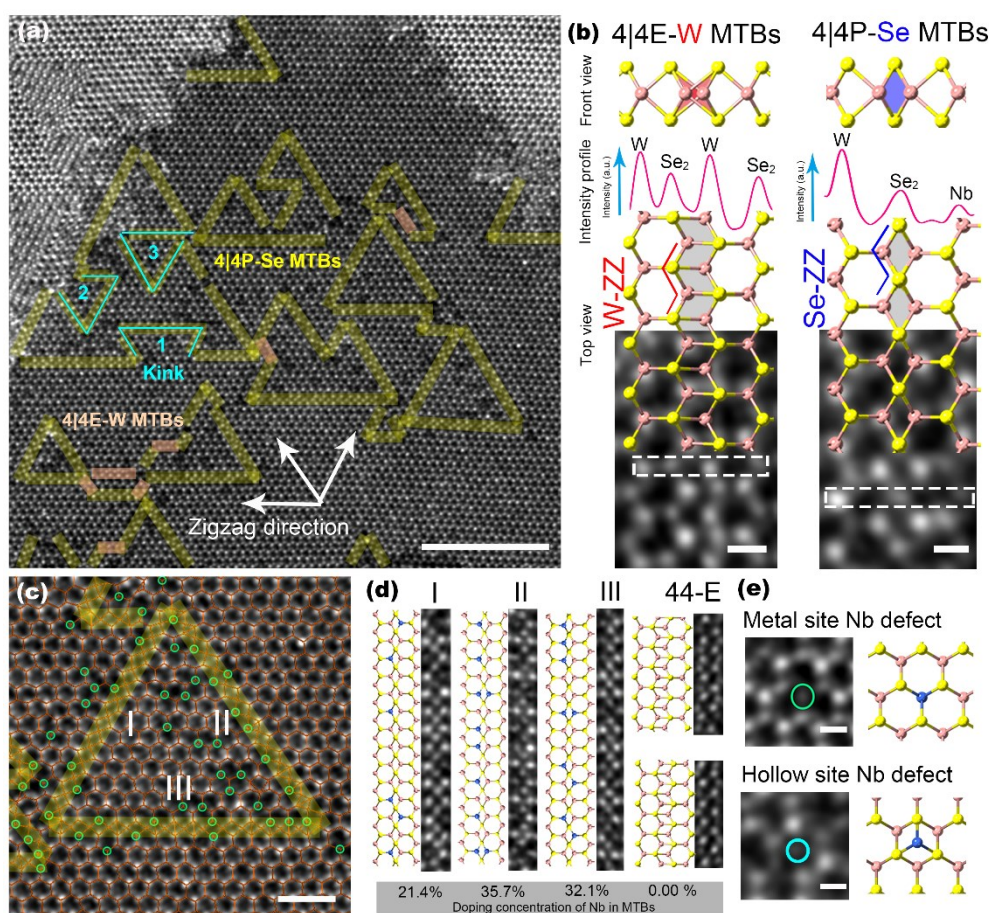 (a)
3
2
1
Kink
4|4P-Se MTBs
4|4E-W MTBs
Zigzag direction
(b)
4|4E-W MTBs
4|4P-Se MTBs
Front view
Intensity profile
Top view
Intensity (a.u.)
W
Se2
W
Se2
W-ZZ
Intensity (a.u.)
W
Se2
Nb
Se-ZZ
(c)
I
II
III
(d)
I
II
III
44-E
21.4%
35.7%
32.1%
0.00 %
Doping concentration of Nb in MTBs
(e)
Metal site Nb defect
Hollow site Nb defect